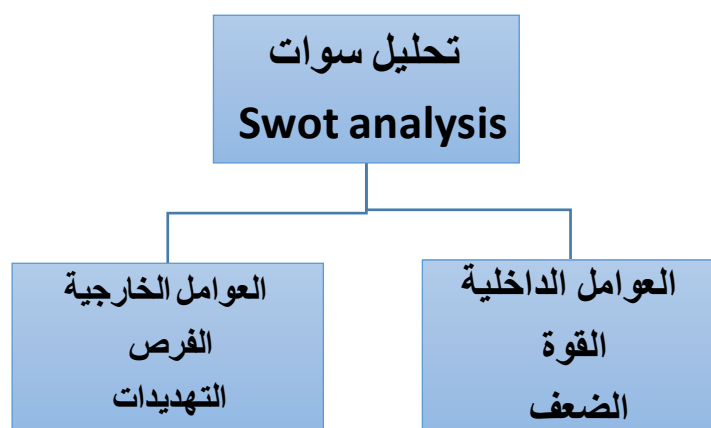 تحليل سوات
Swot analysis
العوامل الداخلية
القوة
الضعف
العوامل الخارجية
الفرص
التهديدات